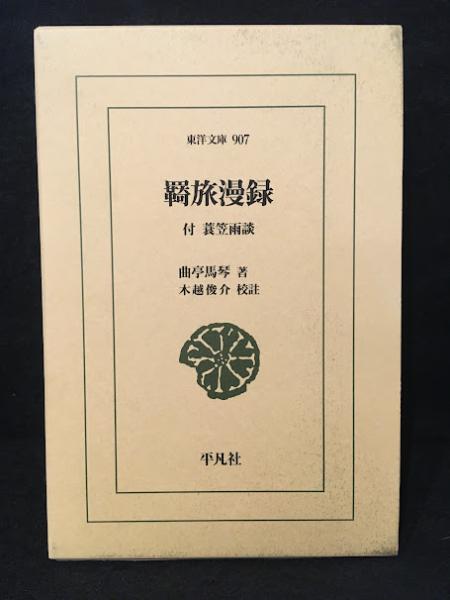 東洋文庫 907
羇旅漫録
付 蓑笠雨談
曲亭馬琴 著
木越俊介 校註
平凡社